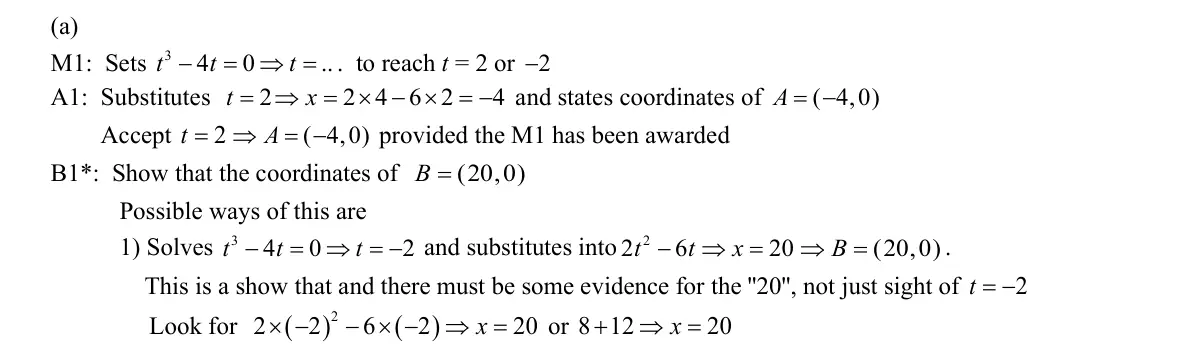 (a)
M1: Sets t³ − 4t = 0 ⇒ t = ... to reach t = 2 or −2
A1: Substitutes t = 2 ⇒ x = 2×4 − 6×2 = −4 and states coordinates of A = (−4,0)
Accept t = 2 ⇒ A = (−4,0) provided the M1 has been awarded
B1*: Show that the coordinates of B = (20,0)
Possible ways of this are
1) Solves t³ − 4t = 0 ⇒ t = −2 and substitutes into 2t² − 6t ⇒ x = 20 ⇒ B = (20,0).
This is a show that and there must be some evidence for the "20", not just sight of t = −2
Look for 2×(−2)² − 6×(−2) ⇒ x = 20 or 8+12 ⇒ x = 20